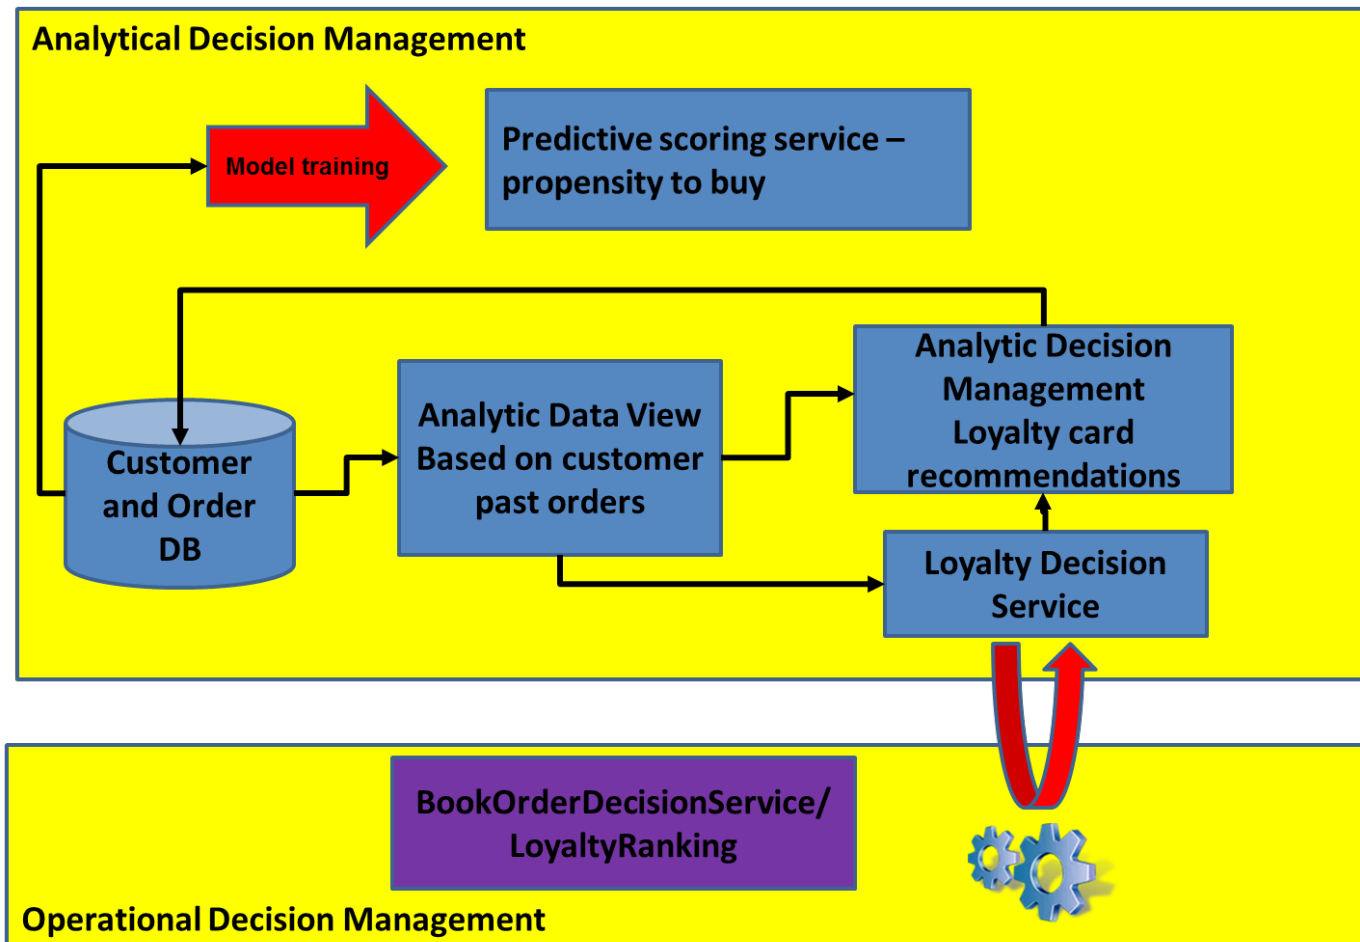 Analytical Decision Management
Model training
Predictive scoring service –
propensity to buy
Analytic Decision
Management
Loyalty card
recommendations
Analytic Data View
Based on customer
past orders
Customer
and Order
DB
Loyalty Decision
Service
BookOrderDecisionService/
LoyaltyRanking
Operational Decision Management